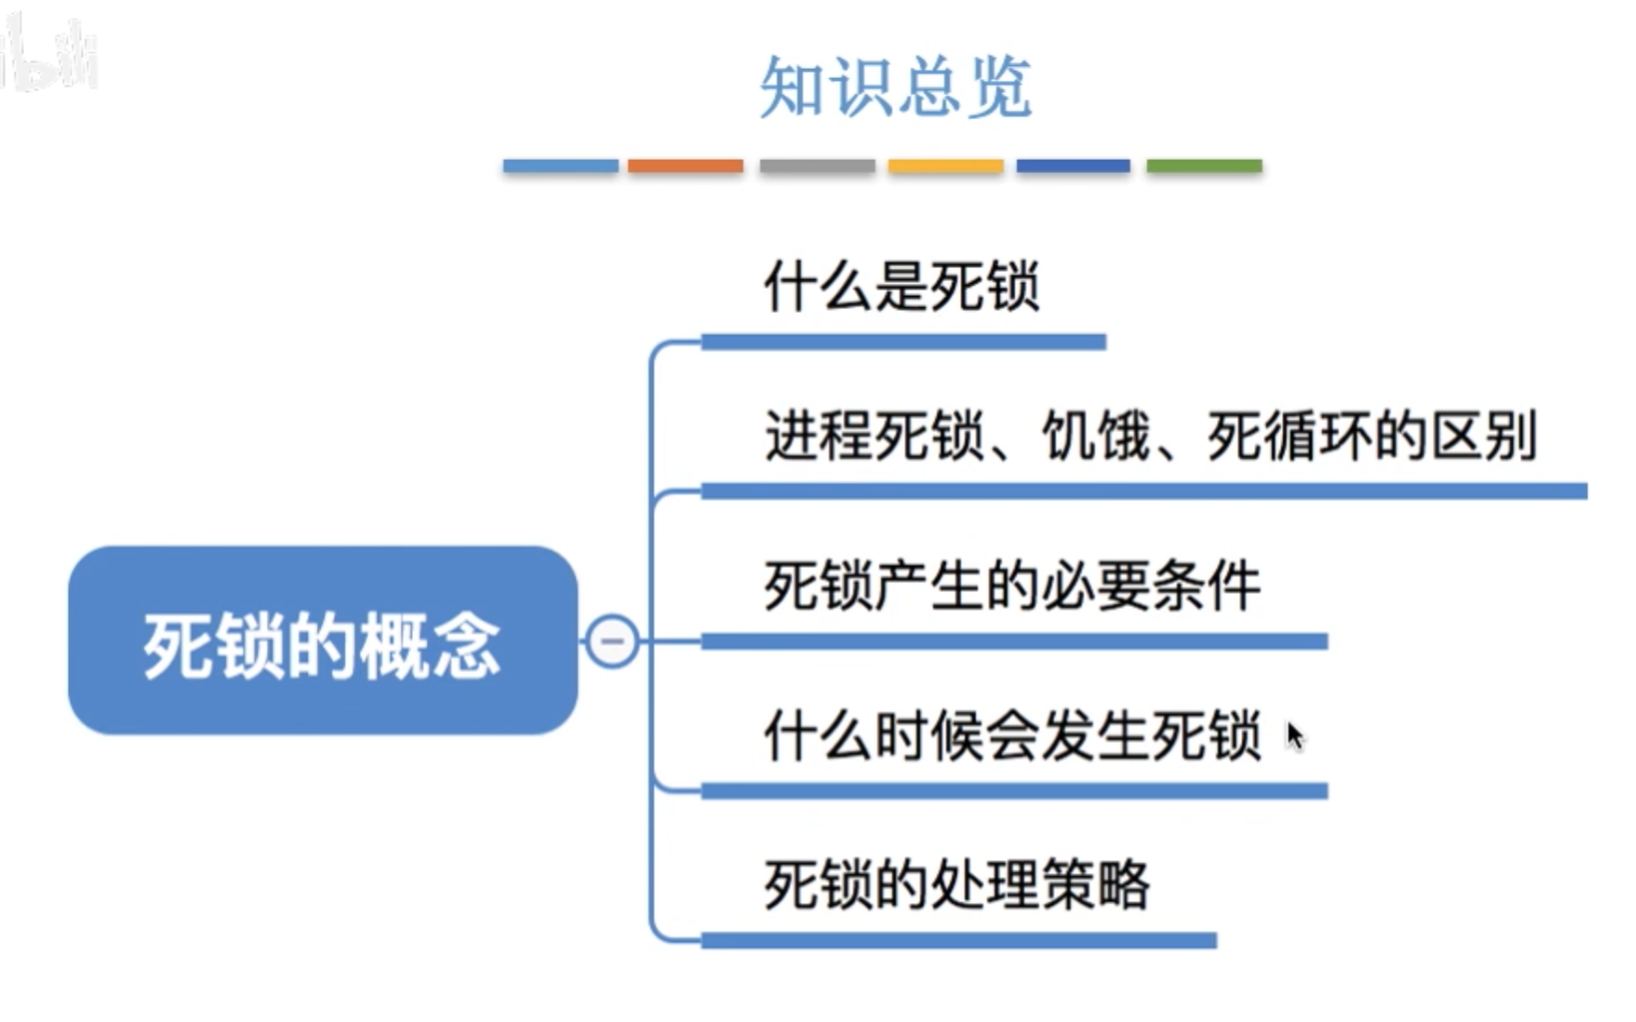 知识总览
什么是死锁
进程死锁、饥饿、死循环的区别
死锁产生的必要条件
死锁的概念
什么时候会发生死锁
死锁的处理策略